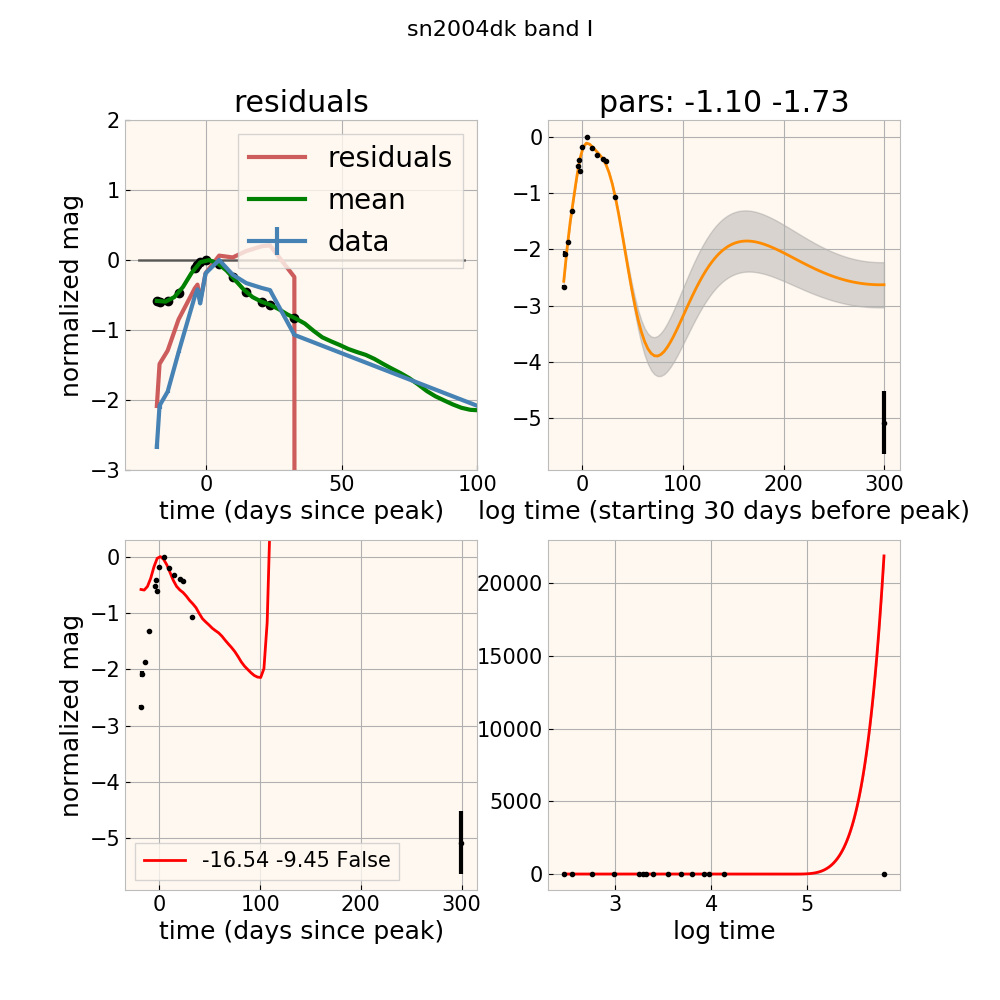 sn2004dk band I
residuals
pars: -1.10 -1.73
2
1
0
−1
−2
−3
normalized mag
residuals
mean
data
0
50
100
time (days since peak)
0
−1
−2
−3
−4
−5
0
100
200
300
log time (starting 30 days before peak)
0
−1
−2
−3
−4
−5
normalized mag
-16.54 -9.45 False
0
100
200
300
time (days since peak)
20000
15000
10000
5000
0
3
4
5
log time